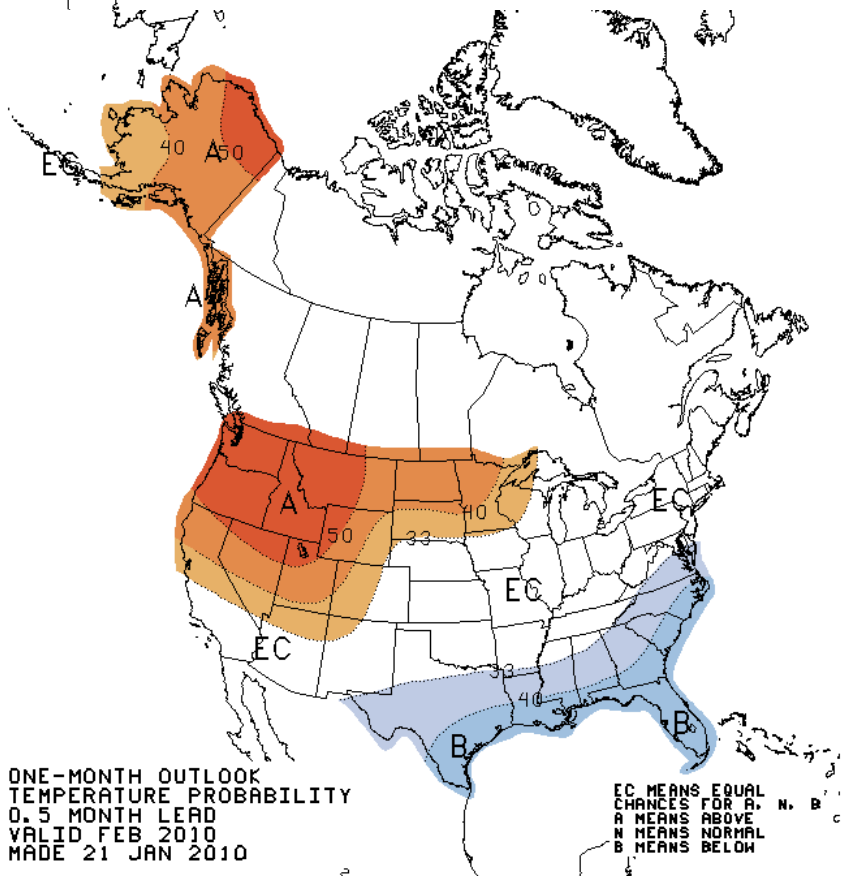 40
A
50
EC
A
A
40
EC
50
33
EC
EC
33
40
B
B
ONE-MONTH OUTLOOK
TEMPERATURE PROBABILITY
0.5 MONTH LEAD
VALID FEB 2010
MADE 21 JAN 2010
EC MEANS EQUAL
CHANCES FOR A, N, B
A MEANS ABOVE
N MEANS NORMAL
B MEANS BELOW